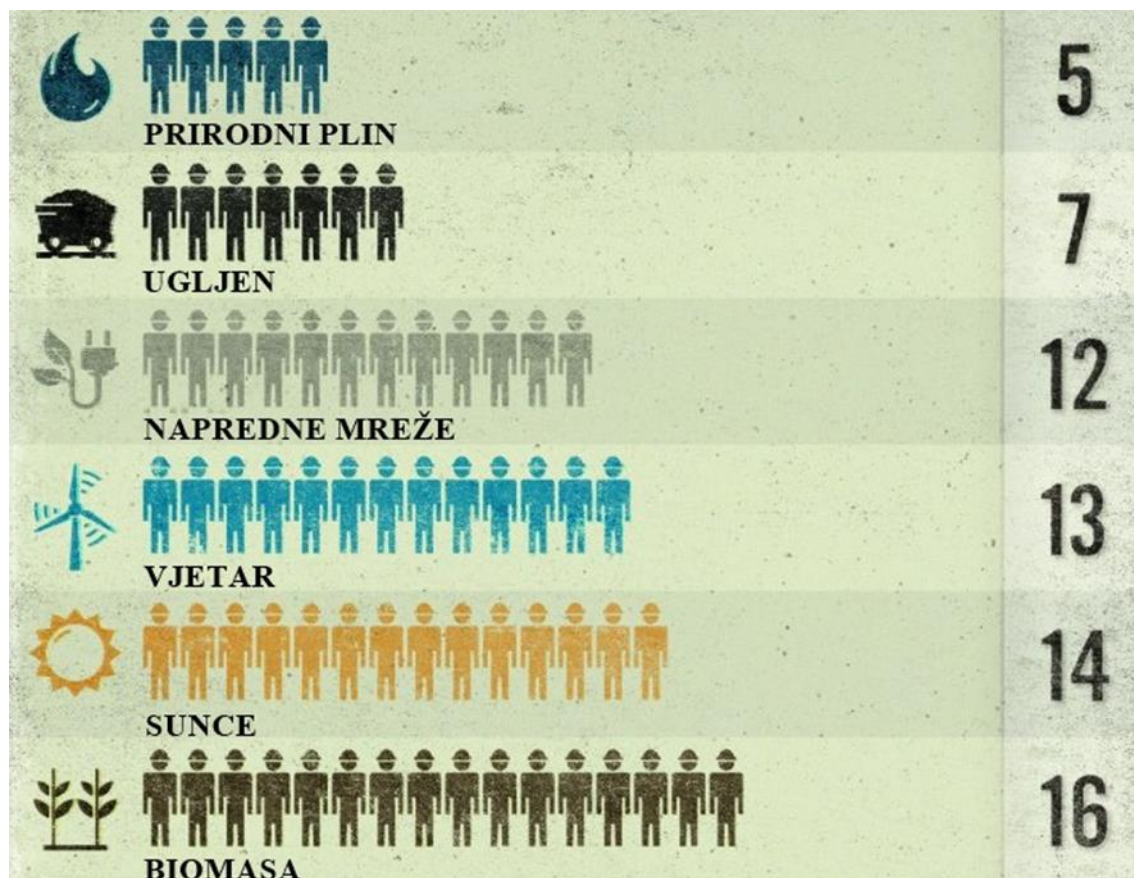 5
PRIRODNI PLIN
7
UGLJEN
12
NAPREDNE MREŽE
13
VJETAR
14
SUNCE
16
BIOMASA